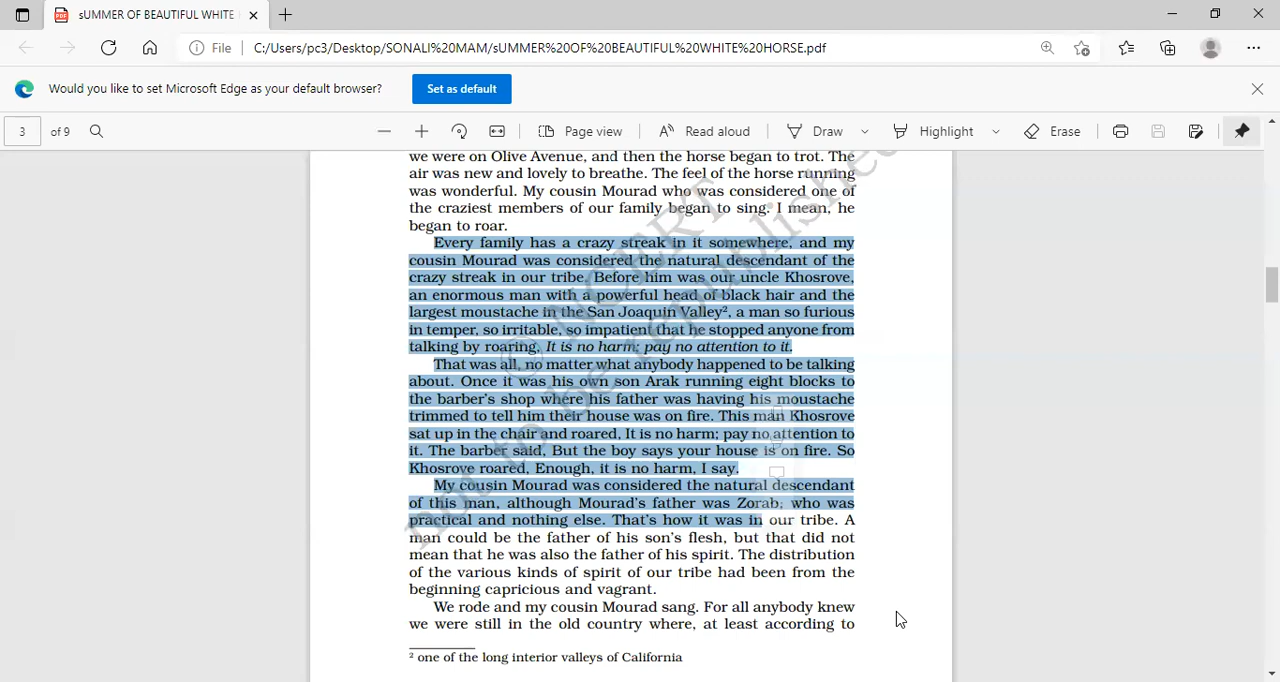 sUMMER OF BEAUTIFUL WHITE
File C:/Users/pc3/Desktop/SONALI%20MAM/sUMMER%20OF%20BEAUTIFUL%20WHITE%20HORSE.pdf
Would you like to set Microsoft Edge as your default browser? Set as default
3 of 9 Page view Read aloud Draw Highlight Erase
we were on Olive Avenue, and then the horse began to trot. The
air was new and lovely to breathe. The feel of the horse running
was wonderful. My cousin Mourad who was considered one of
the craziest members of our family began to sing. I mean, he
began to roar.
Every family has a crazy streak in it somewhere, and my
cousin Mourad was considered the natural descendant of the
crazy streak in our tribe. Before him was our uncle Khosrove,
an enormous man with a powerful head of black hair and the
largest moustache in the San Joaquin Valley², a man so furious
in temper, so irritable, so impatient that he stopped anyone from
talking by roaring, It is no harm; pay no attention to it.
That was all, no matter what anybody happened to be talking
about. Once it was his own son Arak running eight blocks to
the barber's shop where his father was having his moustache
trimmed to tell him their house was on fire. This man Khosrove
sat up in the chair and roared, It is no harm; pay no attention to
it. The barber said, But the boy says your house is on fire. So
Khosrove roared, Enough, it is no harm, I say.
My cousin Mourad was considered the natural descendant
of this man, although Mourad's father was Zorab, who was
practical and nothing else. That's how it was in our tribe. A
man could be the father of his son's flesh, but that did not
mean that he was also the father of his spirit. The distribution
of the various kinds of spirit of our tribe had been from the
beginning capricious and vagrant.
We rode and my cousin Mourad sang. For all anybody knew
we were still in the old country where, at least according to
² one of the long interior valleys of California
© NCERT
not to be republished